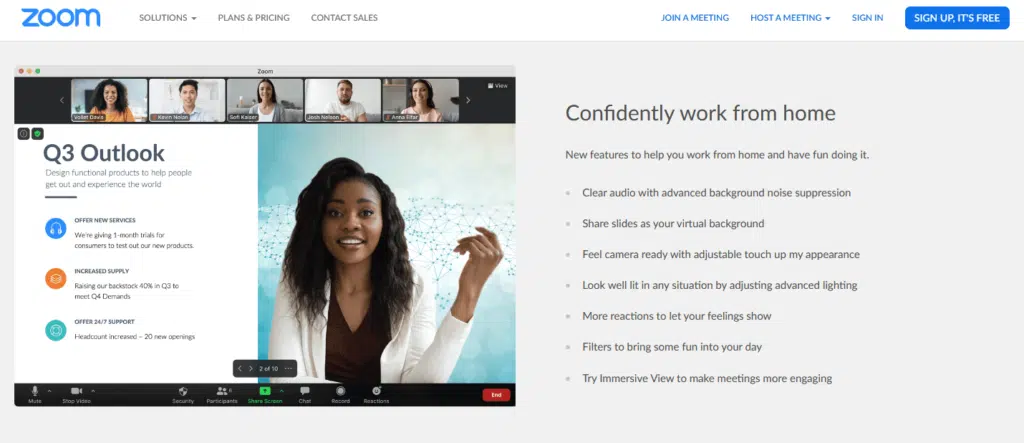 zoom
SOLUTIONS
PLANS & PRICING
CONTACT SALES
JOIN A MEETING
HOST A MEETING
SIGN IN
SIGN UP, IT'S FREE
Zoom
View
Violet Davis
Kevin Nolan
Sofi Kaiser
Josh Nelson
Anna Fifar
Q3 Outlook
Design functional products to help people
get out and experience the world
OFFER NEW SERVICES
We're giving 1-month trials for
consumers to test out our new products.
INCREASED SUPPLY
Raising our backstock 40% in Q3 to
meet Q4 Demands
OFFER 24/7 SUPPORT
Headcount increased – 20 new openings
2 of 10
Mute
Stop Video
Security
Participants
Share Screen
Chat
Record
Reactions
End
Confidently work from home
New features to help you work from home and have fun doing it.
Clear audio with advanced background noise suppression
Share slides as your virtual background
Feel camera ready with adjustable touch up my appearance
Look well lit in any situation by adjusting advanced lighting
More reactions to let your feelings show
Filters to bring some fun into your day
Try Immersive View to make meetings more engaging